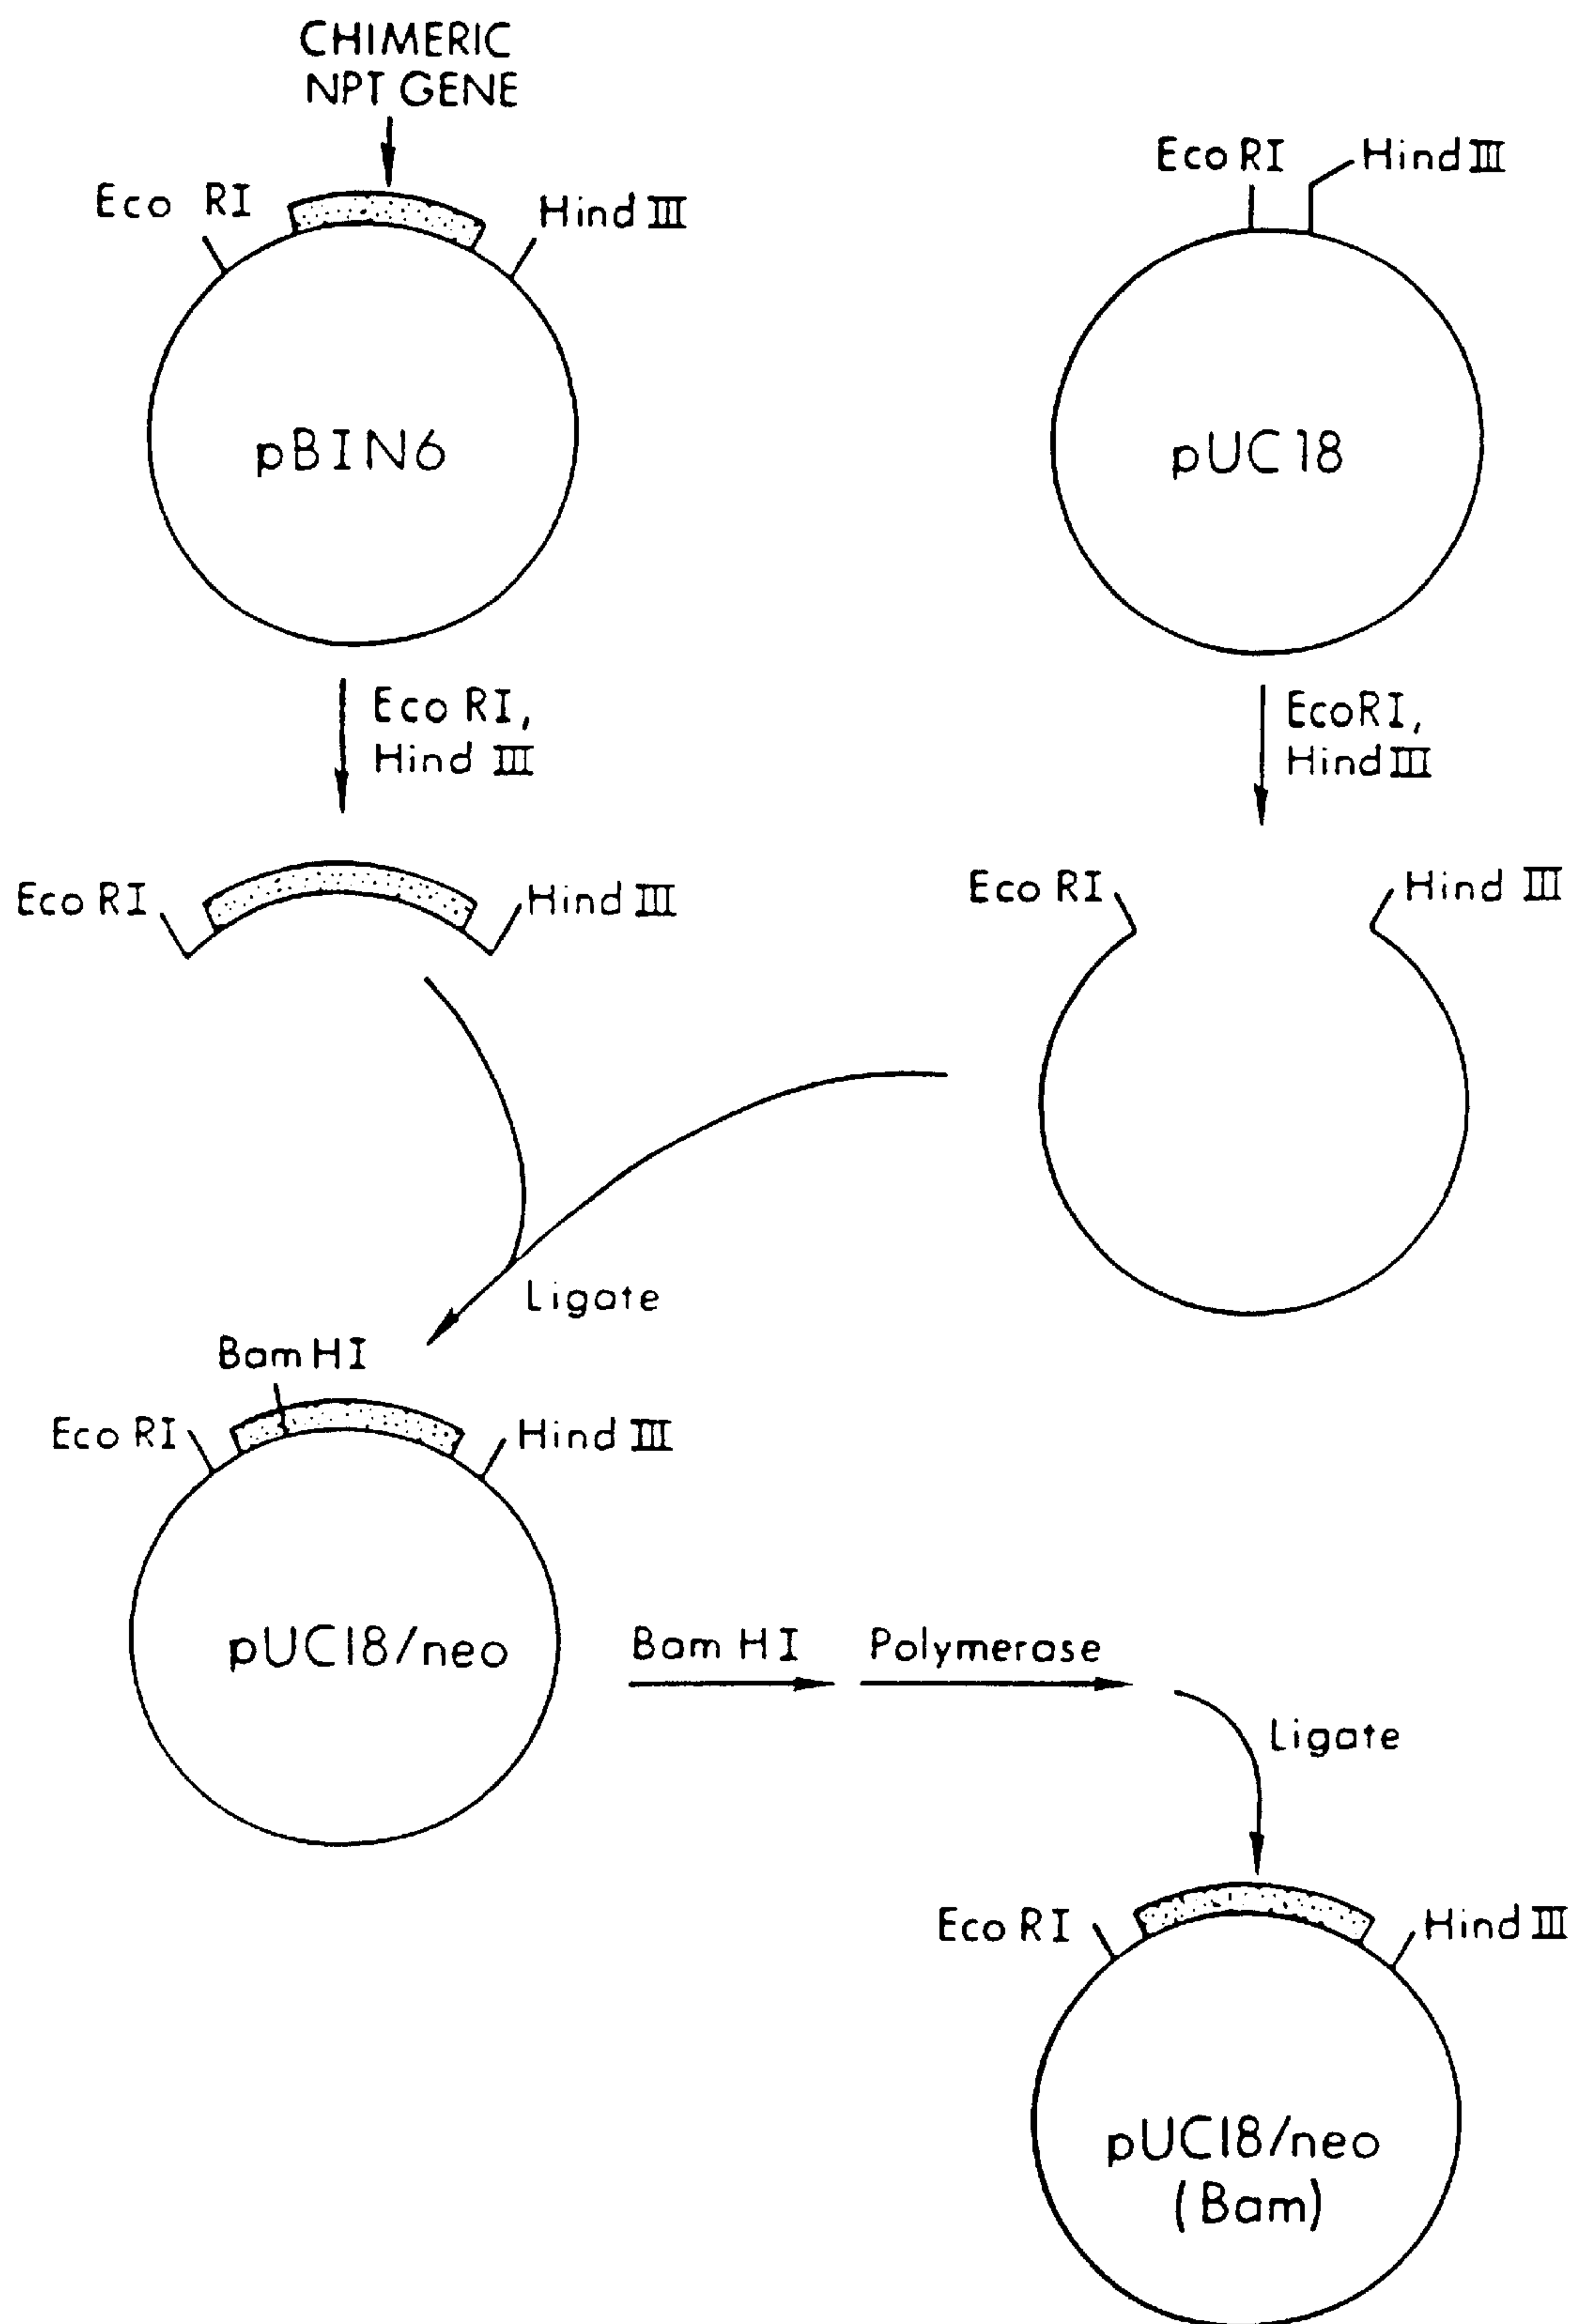 CHIMERIC
NPT GENE
Eco RI
Hind III
pBIN6
Eco RI
Hind III
pUC18
Eco RI,
Hind III
EcoRI,
Hind III
Eco RI
Hind III
Eco RI
Hind III
Ligate
Bam HI
Eco RI
Hind III
pUC18/neo
Bam HI
Polymerase
Ligate
Eco RI
Hind III
pUC18/neo
(Bam)